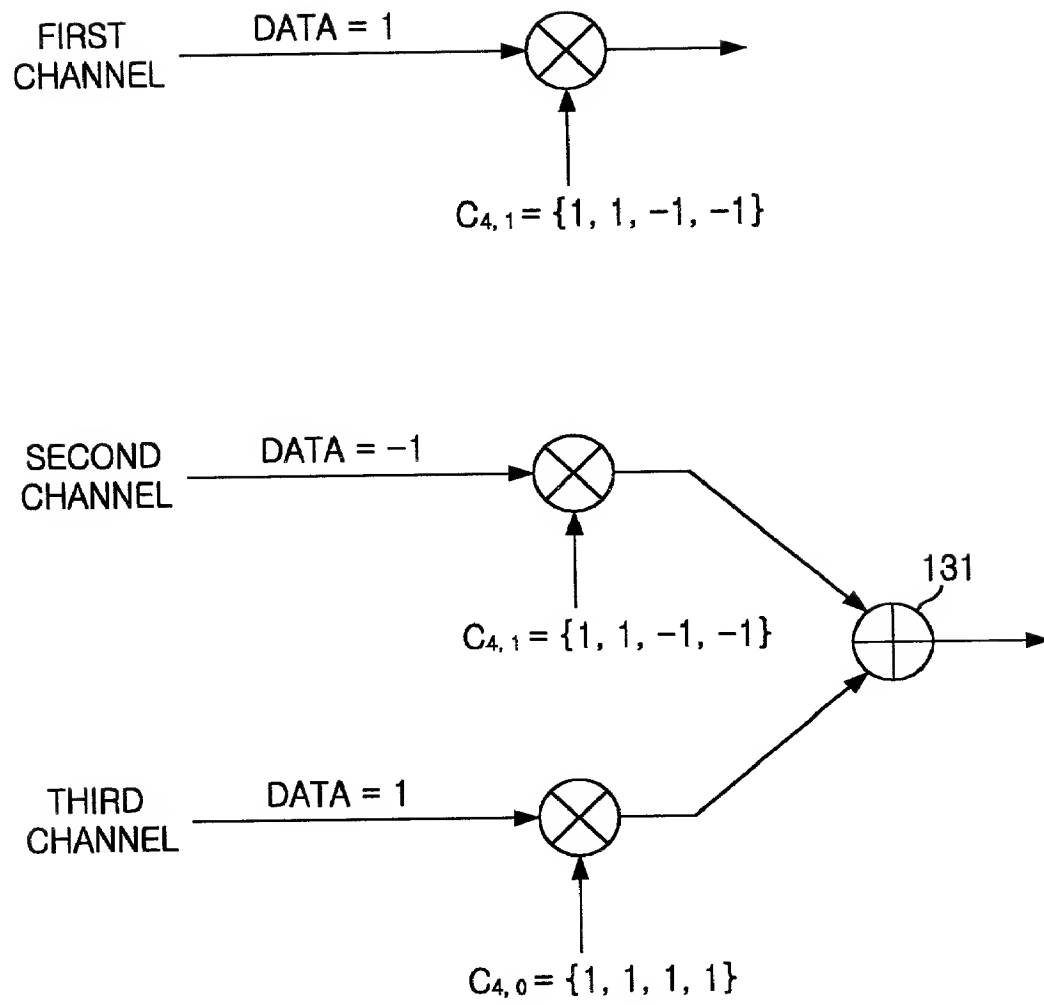 FIRST
CHANNEL
DATA = 1
C4, 1 = {1, 1, −1, −1}
SECOND
CHANNEL
DATA = −1
C4, 1 = {1, 1, −1, −1}
131
THIRD
CHANNEL
DATA = 1
C4, 0 = {1, 1, 1, 1}